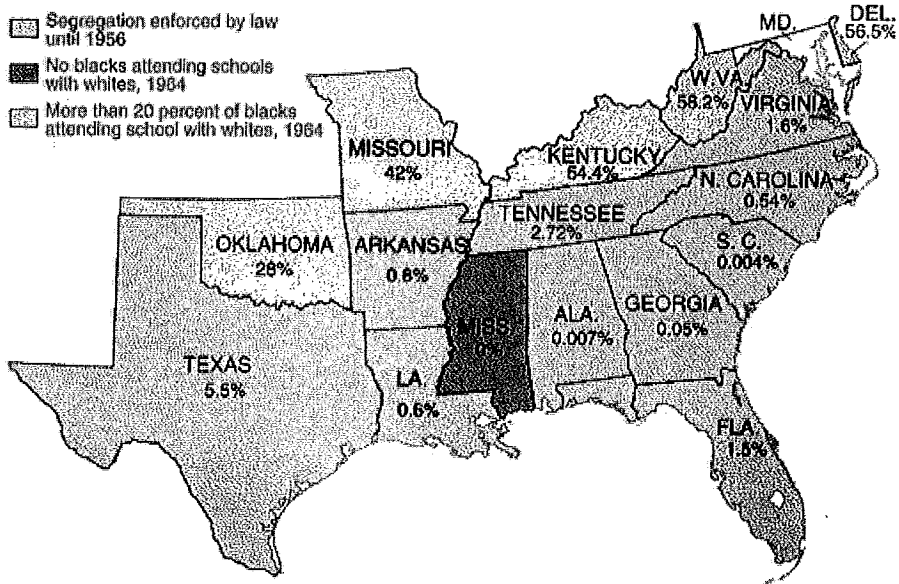 Segregation enforced by law
until 1956
No blacks attending schools
with whites, 1964
More than 20 percent of blacks
attending school with whites, 1964
MD.
DEL.
56.5%
W.VA.
58.2%
VIRGINIA
1.6%
MISSOURI
42%
KENTUCKY
54.4%
N. CAROLINA
0.54%
TENNESSEE
2.72%
OKLAHOMA
28%
ARKANSAS
0.8%
S. C.
0.004%
MISS.
0%
ALA.
0.007%
GEORGIA
0.05%
TEXAS
5.5%
LA.
0.6%
FLA.
1.5%